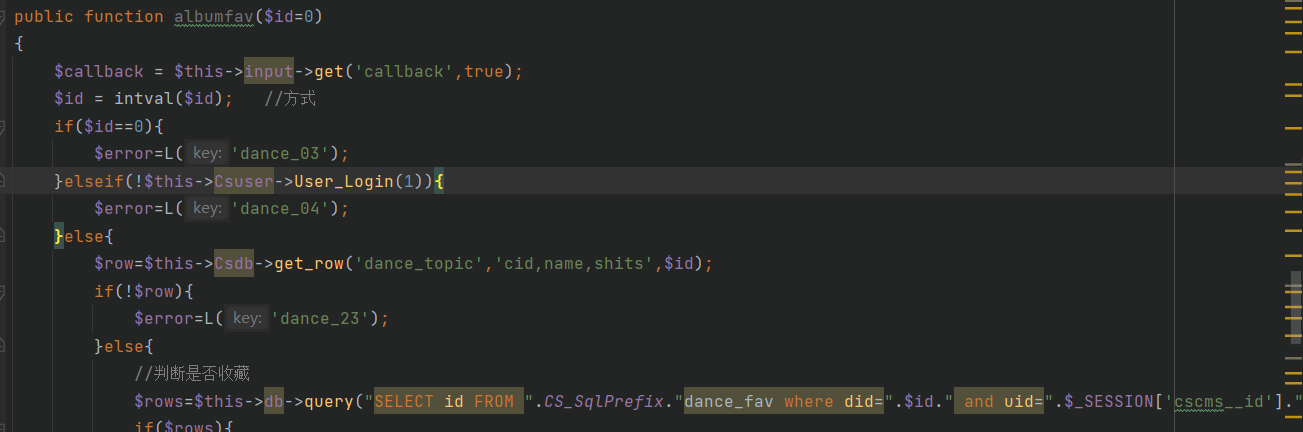 public function albumfav($id=0)
{
$callback = $this->input->get('callback',true);
$id = intval($id); //方式
if($id==0){
$error=L( key: 'dance_03');
}elseif(!$this->Csuser->User_Login(1)){
$error=L( key: 'dance_04');
}else{
$row=$this->Csdb->get_row('dance_topic','cid,name,shits',$id);
if(!$row){
$error=L( key: 'dance_23');
}else{
//判断是否收藏
$rows=$this->db->query("SELECT id FROM ".CS_SqlPrefix."dance_fav where did=".$id." and uid=".$_SESSION['cscms__id']."
if($rows){